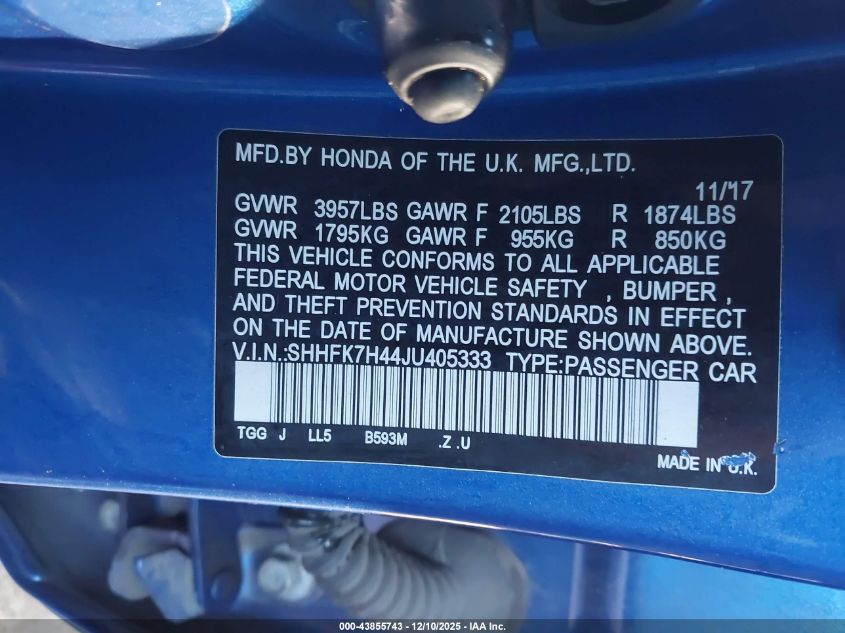 MFD.BY HONDA OF THE U.K. MFG.,LTD.
11/17
GVWR 3957LBS GAWR F 2105LBS R 1874LBS
GVWR 1795KG GAWR F 955KG R 850KG
THIS VEHICLE CONFORMS TO ALL APPLICABLE
FEDERAL MOTOR VEHICLE SAFETY , BUMPER ,
AND THEFT PREVENTION STANDARDS IN EFFECT
ON THE DATE OF MANUFACTURE SHOWN ABOVE.
V.I.N.:SHHFK7H44JU405333 TYPE:PASSENGER CAR
TGG J LL5 B593M .Z .U
MADE IN U.K.
000-43855743 - 12/10/2025 - IAA Inc.